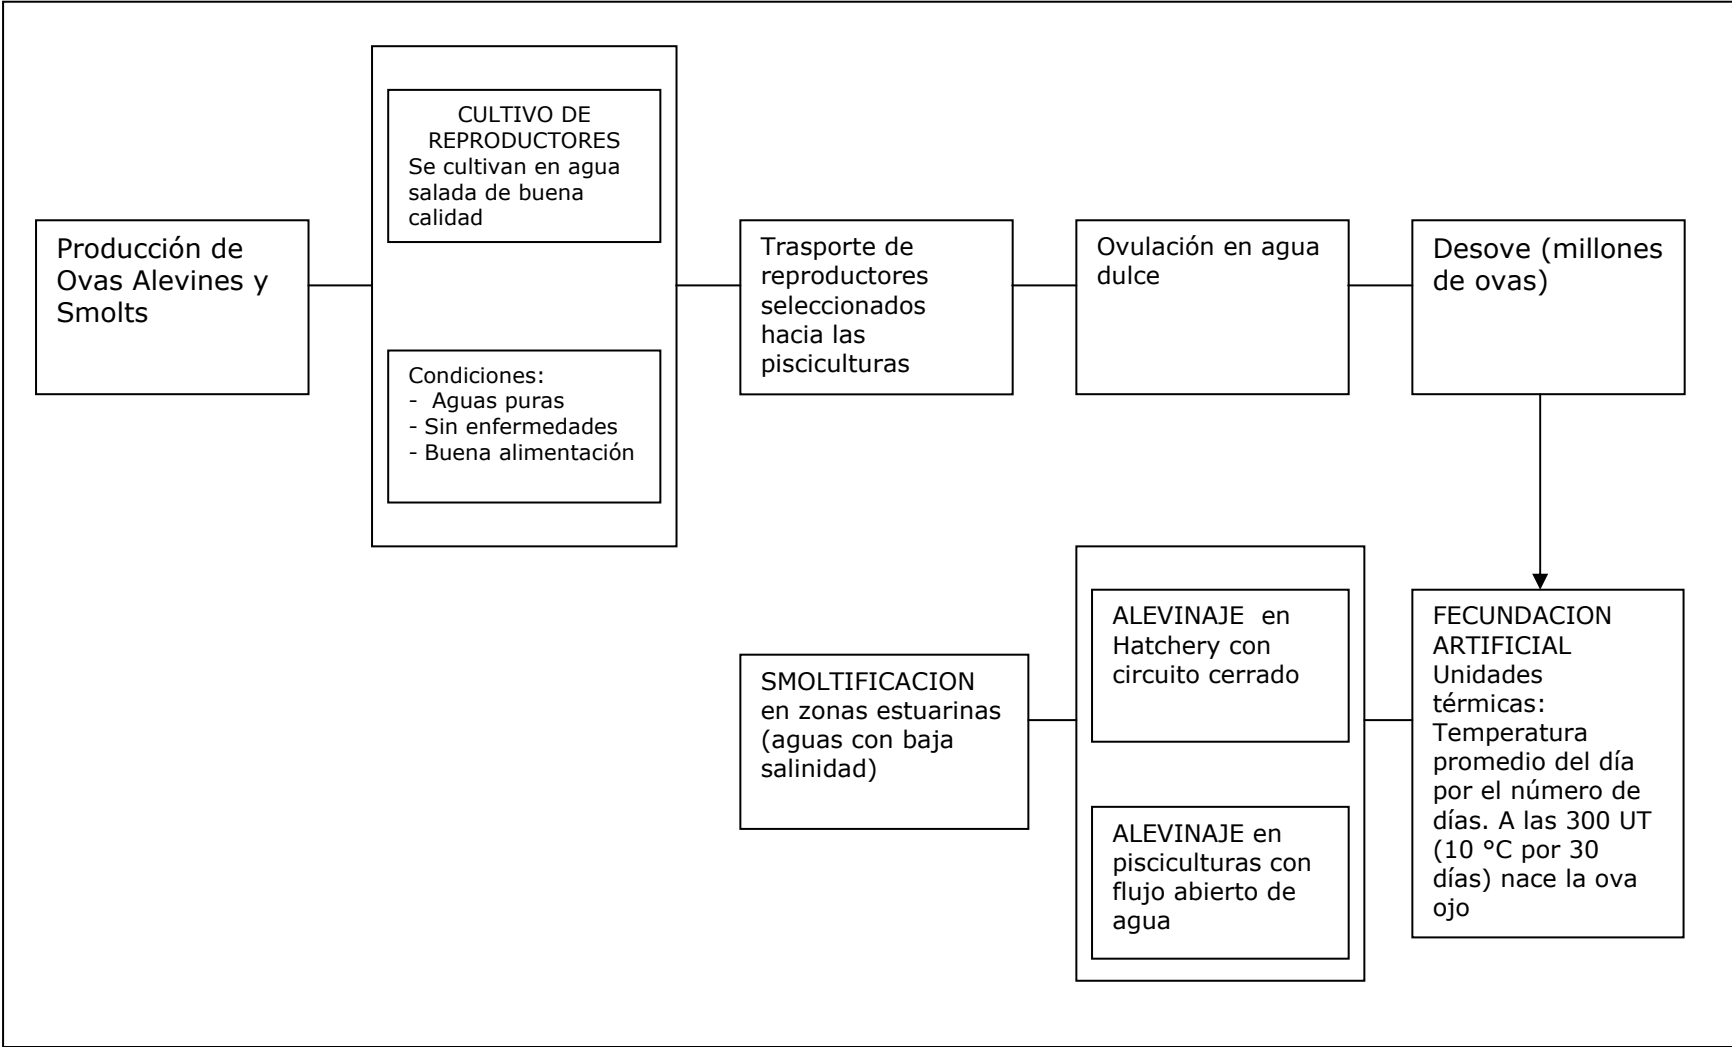 Producción de
Ovas Alevines y
Smolts
CULTIVO DE
REPRODUCTORES
Se cultivan en agua
salada de buena
calidad
Condiciones:
- Aguas puras
- Sin enfermedades
- Buena alimentación
Trasporte de
reproductores
seleccionados
hacia las
pisciculturas
Ovulación en agua
dulce
Desove (millones
de ovas)
FECUNDACION
ARTIFICIAL
Unidades
térmicas:
Temperatura
promedio del día
por el número de
días. A las 300 UT
(10 °C por 30
días) nace la ova
ojo
ALEVINAJE en
Hatchery con
circuito cerrado
ALEVINAJE en
pisciculturas con
flujo abierto de
agua
SMOLTIFICACION
en zonas estuarinas
(aguas con baja
salinidad)